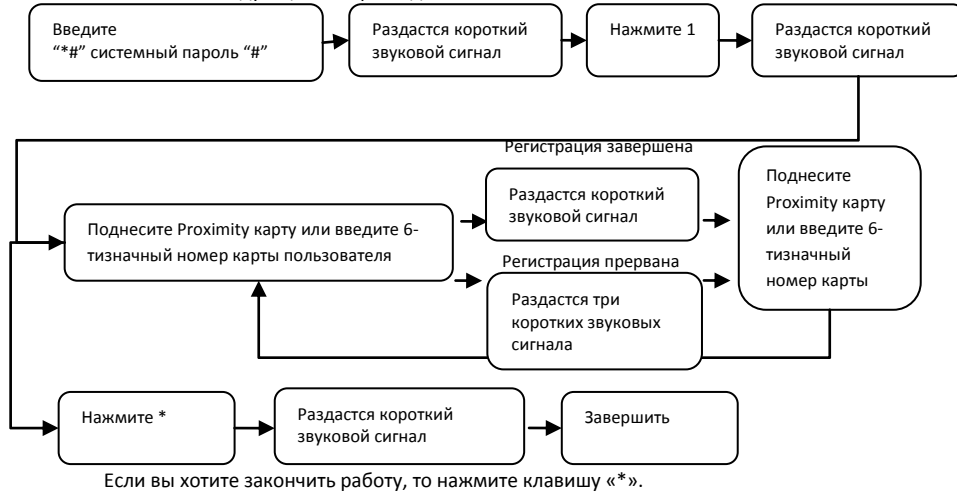 Введите
“*#” системный пароль “#”
Раздастся короткий
звуковой сигнал
Нажмите 1
Раздастся короткий
звуковой сигнал
Регистрация завершена
Раздастся короткий
звуковой сигнал
Поднесите Proximity карту или введите 6-
тизначный номер карты пользователя
Регистрация прервана
Раздастся три
коротких звуковых
сигнала
Поднесите
Proximity карту
или введите 6-
тизначный
номер карты
Нажмите *
Раздастся короткий
звуковой сигнал
Завершить
Если вы хотите закончить работу, то нажмите клавишу «*».